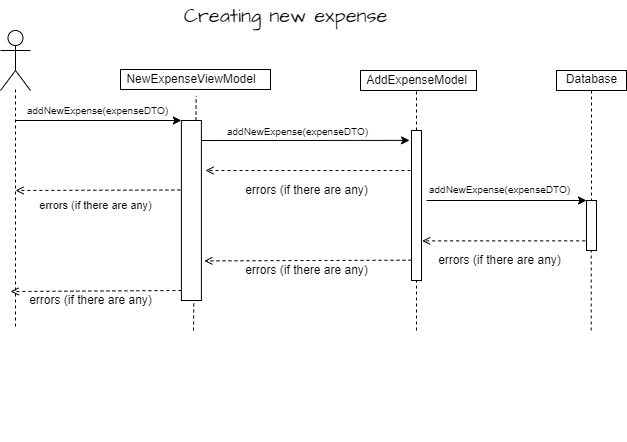 Creating new expense
NewExpenseViewModel
AddExpenseModel
Database
addNewExpense(expenseDTO)
addNewExpense(expenseDTO)
errors (if there are any)
addNewExpense(expenseDTO)
errors (if there are any)
errors (if there are any)
errors (if there are any)
errors (if there are any)